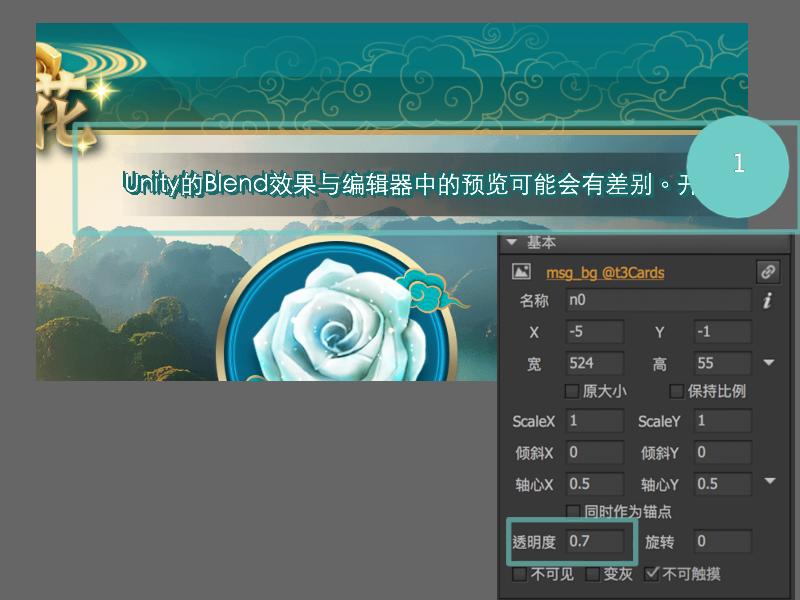 花
1
Unity的Blend效果与编辑器中的预览可能会有差别。开
基本
msg_bg @t3Cards
名称 n0
X -5 Y -1
宽 524 高 55
原大小 保持比例
ScaleX 1 ScaleY 1
倾斜X 0 倾斜Y 0
轴心X 0.5 轴心Y 0.5
同时作为锚点
透明度 0.7 旋转 0
不可见 变灰 不可触摸